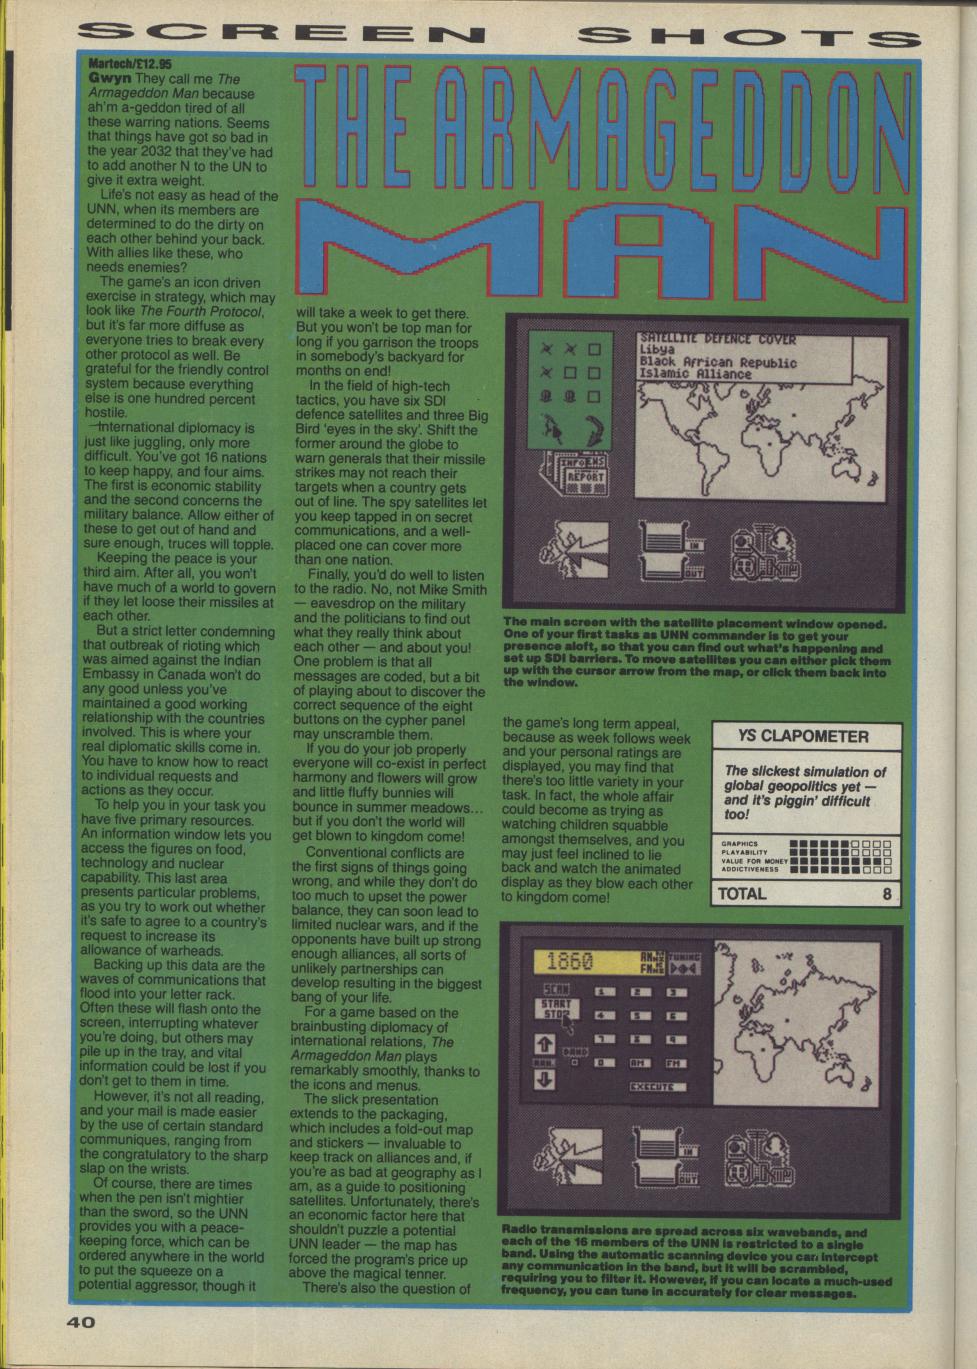 SCREEN SHOTS
THE ARMAGEDDON
MAN
Martech/£12.95
Gwyn They call me The
Armageddon Man because
ah'm a-geddon tired of all
these warring nations. Seems
that things have got so bad in
the year 2032 that they've had
to add another N to the UN to
give it extra weight.
Life's not easy as head of the
UNN, when its members are
determined to do the dirty on
each other behind your back.
With allies like these, who
needs enemies?
The game's an icon driven
exercise in strategy, which may
look like The Fourth Protocol,
but it's far more diffuse as
everyone tries to break every
other protocol as well. Be
grateful for the friendly control
system because everything
else is one hundred percent
hostile.
International diplomacy is
just like juggling, only more
difficult. You've got 16 nations
to keep happy, and four aims.
The first is economic stability
and the second concerns the
military balance. Allow either of
these to get out of hand and
sure enough, truces will topple.
Keeping the peace is your
third aim. After all, you won't
have much of a world to govern
if they let loose their missiles at
each other.
But a strict letter condemning
that outbreak of rioting which
was aimed against the Indian
Embassy in Canada won't do
any good unless you've
maintained a good working
relationship with the countries
involved. This is where your
real diplomatic skills come in.
You have to know how to react
to individual requests and
actions as they occur.
To help you in your task you
have five primary resources.
An information window lets you
access the figures on food,
technology and nuclear
capability. This last area
presents particular problems,
as you try to work out whether
it's safe to agree to a country's
request to increase its
allowance of warheads.
Backing up this data are the
waves of communications that
flood into your letter rack.
Often these will flash onto the
screen, interrupting whatever
you're doing, but others may
pile up in the tray, and vital
information could be lost if you
don't get to them in time.
However, it's not all reading,
and your mail is made easier
by the use of certain standard
communiques, ranging from
the congratulatory to the sharp
slap on the wrists.
Of course, there are times
when the pen isn't mightier
than the sword, so the UNN
provides you with a peace-
keeping force, which can be
ordered anywhere in the world
to put the squeeze on a
potential aggressor, though it
will take a week to get there.
But you won't be top man for
long if you garrison the troops
in somebody's backyard for
months on end!
In the field of high-tech
tactics, you have six SDI
defence satellites and three Big
Bird 'eyes in the sky'. Shift the
former around the globe to
warn generals that their missile
strikes may not reach their
targets when a country gets
out of line. The spy satellites let
you keep tapped in on secret
communications, and a well-
placed one can cover more
than one nation.
Finally, you'd do well to listen
to the radio. No, not Mike Smith
— eavesdrop on the military
and the politicians to find out
what they really think about
each other — and about you!
One problem is that all
messages are coded, but a bit
of playing about to discover the
correct sequence of the eight
buttons on the cypher panel
may unscramble them.
If you do your job properly
everyone will co-exist in perfect
harmony and flowers will grow
and little fluffy bunnies will
bounce in summer meadows...
but if you don't the world will
get blown to kingdom come!
Conventional conflicts are
the first signs of things going
wrong, and while they don't do
too much to upset the power
balance, they can soon lead to
limited nuclear wars, and if the
opponents have built up strong
enough alliances, all sorts of
unlikely partnerships can
develop resulting in the biggest
bang of your life.
For a game based on the
brainbusting diplomacy of
international relations, The
Armageddon Man plays
remarkably smoothly, thanks to
the icons and menus.
The slick presentation
extends to the packaging,
which includes a fold-out map
and stickers — invaluable to
keep track on alliances and, if
you're as bad at geography as I
am, as a guide to positioning
satellites. Unfortunately, there's
an economic factor here that
shouldn't puzzle a potential
UNN leader — the map has
forced the program's price up
above the magical tenner.
There's also the question of
SATELLITE DEFENCE COVER
Libya
Black African Republic
Islamic Alliance
INFO
REPORT
IN
OUT
The main screen with the satellite placement window opened.
One of your first tasks as UNN commander is to get your
presence aloft, so that you can find out what's happening and
set up SDI barriers. To move satellites you can either pick them
up with the cursor arrow from the map, or click them back into
the window.
the game's long term appeal,
because as week follows week
and your personal ratings are
displayed, you may find that
there's too little variety in your
task. In fact, the whole affair
could become as trying as
watching children squabble
amongst themselves, and you
may just feel inclined to lie
back and watch the animated
display as they blow each other
to kingdom come!
YS CLAPOMETER
The slickest simulation of
global geopolitics yet —
and it's piggin' difficult
too!
GRAPHICS
PLAYABILITY
VALUE FOR MONEY
ADDICTIVENESS
TOTAL 8
1860
TUNING
SCAN
START
STOP
1 2 3
4 5 6
7 8 9
BAND
MAN.
0 AM FM
EXECUTE
IN
OUT
Radio transmissions are spread across six wavebands, and
each of the 16 members of the UNN is restricted to a single
band. Using the automatic scanning device you can intercept
any communication in the band, but it will be scrambled,
requiring you to filter it. However, if you can locate a much-used
frequency, you can tune in accurately for clear messages.
40